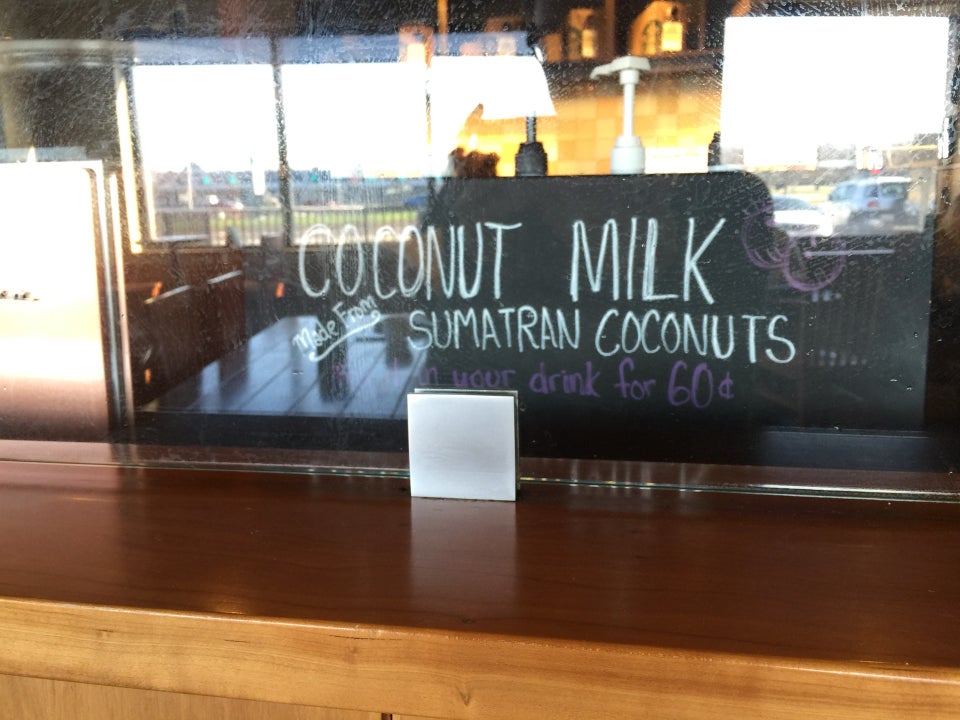 COCONUT MILK
Made From SUMATRAN COCONUTS
your drink for 60¢